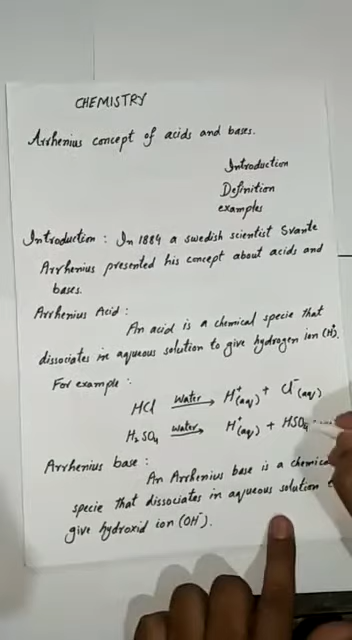 CHEMISTRY
Arrhenius concept of acids and bases.
Introduction
Definition
examples
Introduction : In 1884 a swedish scientist Svante
Arrhenius presented his concept about acids and
bases.
Arrhenius Acid :
An acid is a chemical specie that
dissociates in aqueous solution to give hydrogen ion (H⁺).
For example :
HCl —Water→ H⁺(aq) + Cl⁻(aq)
H₂SO₄ —water→ H⁺(aq) + HSO₄
Arrhenius base :
An Arrhenius base is a chemica
specie that dissociates in aqueous solution
give hydroxid ion (OH⁻).